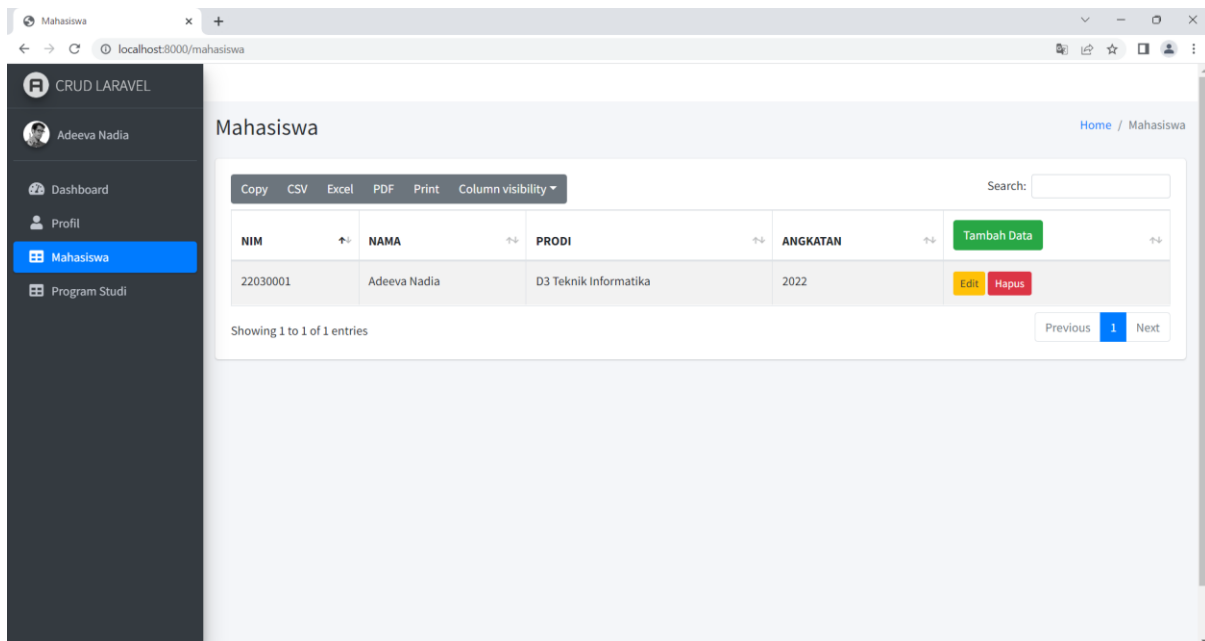 Mahasiswa
localhost:8000/mahasiswa
CRUD LARAVEL
Adeeva Nadia
Dashboard
Profil
Mahasiswa
Program Studi
Mahasiswa
Home / Mahasiswa
Copy CSV Excel PDF Print Column visibility
Search:
NIM NAMA PRODI ANGKATAN Tambah Data
22030001 Adeeva Nadia D3 Teknik Informatika 2022 Edit Hapus
Showing 1 to 1 of 1 entries
Previous 1 Next